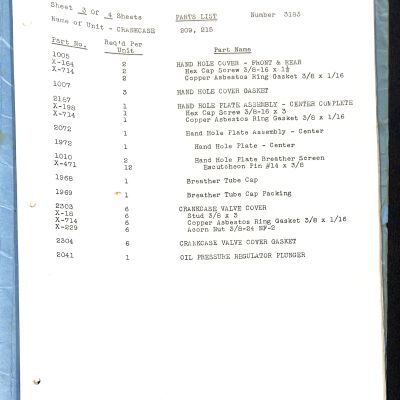 Sheet 3 Of 4 Sheets PARTS LIST Number 3183
Name of Unit - CRANKCASE 209, 215
Part No. Req'd Per Unit Part Name
1005 2 HAND HOLE COVER - FRONT & REAR
X-164 2 Hex Cap Screw 3/8-16 x 1½
X-714 2 Copper Asbestos Ring Gasket 3/8 x 1/16
1007 3 HAND HOLE COVER GASKET
2157 1 HAND HOLE PLATE ASSEMBLY - CENTER COMPLETE
X-198 1 Hex Cap Screw 3/8-16 x 3
X-714 1 Copper Asbestos Ring Gasket 3/8 x 1/16
2072 1 Hand Hole Plate Assembly - Center
1972 1 Hand Hole Plate - Center
1010 2 Hand Hole Plate Breather Screen
X-471 12 Escutcheon Pin #14 x 3/8
1968 1 Breather Tube Cap
1969 1 Breather Tube Cap Packing
2303 6 CRANKCASE VALVE COVER
X-16 6 Stud 3/8 x 3
X-714 6 Copper Asbestos Ring Gasket 3/8 x 1/16
X-229 6 Acorn Nut 3/8-24 NF-2
2304 6 CRANKCASE VALVE COVER GASKET
2041 1 OIL PRESSURE REGULATOR PLUNGER